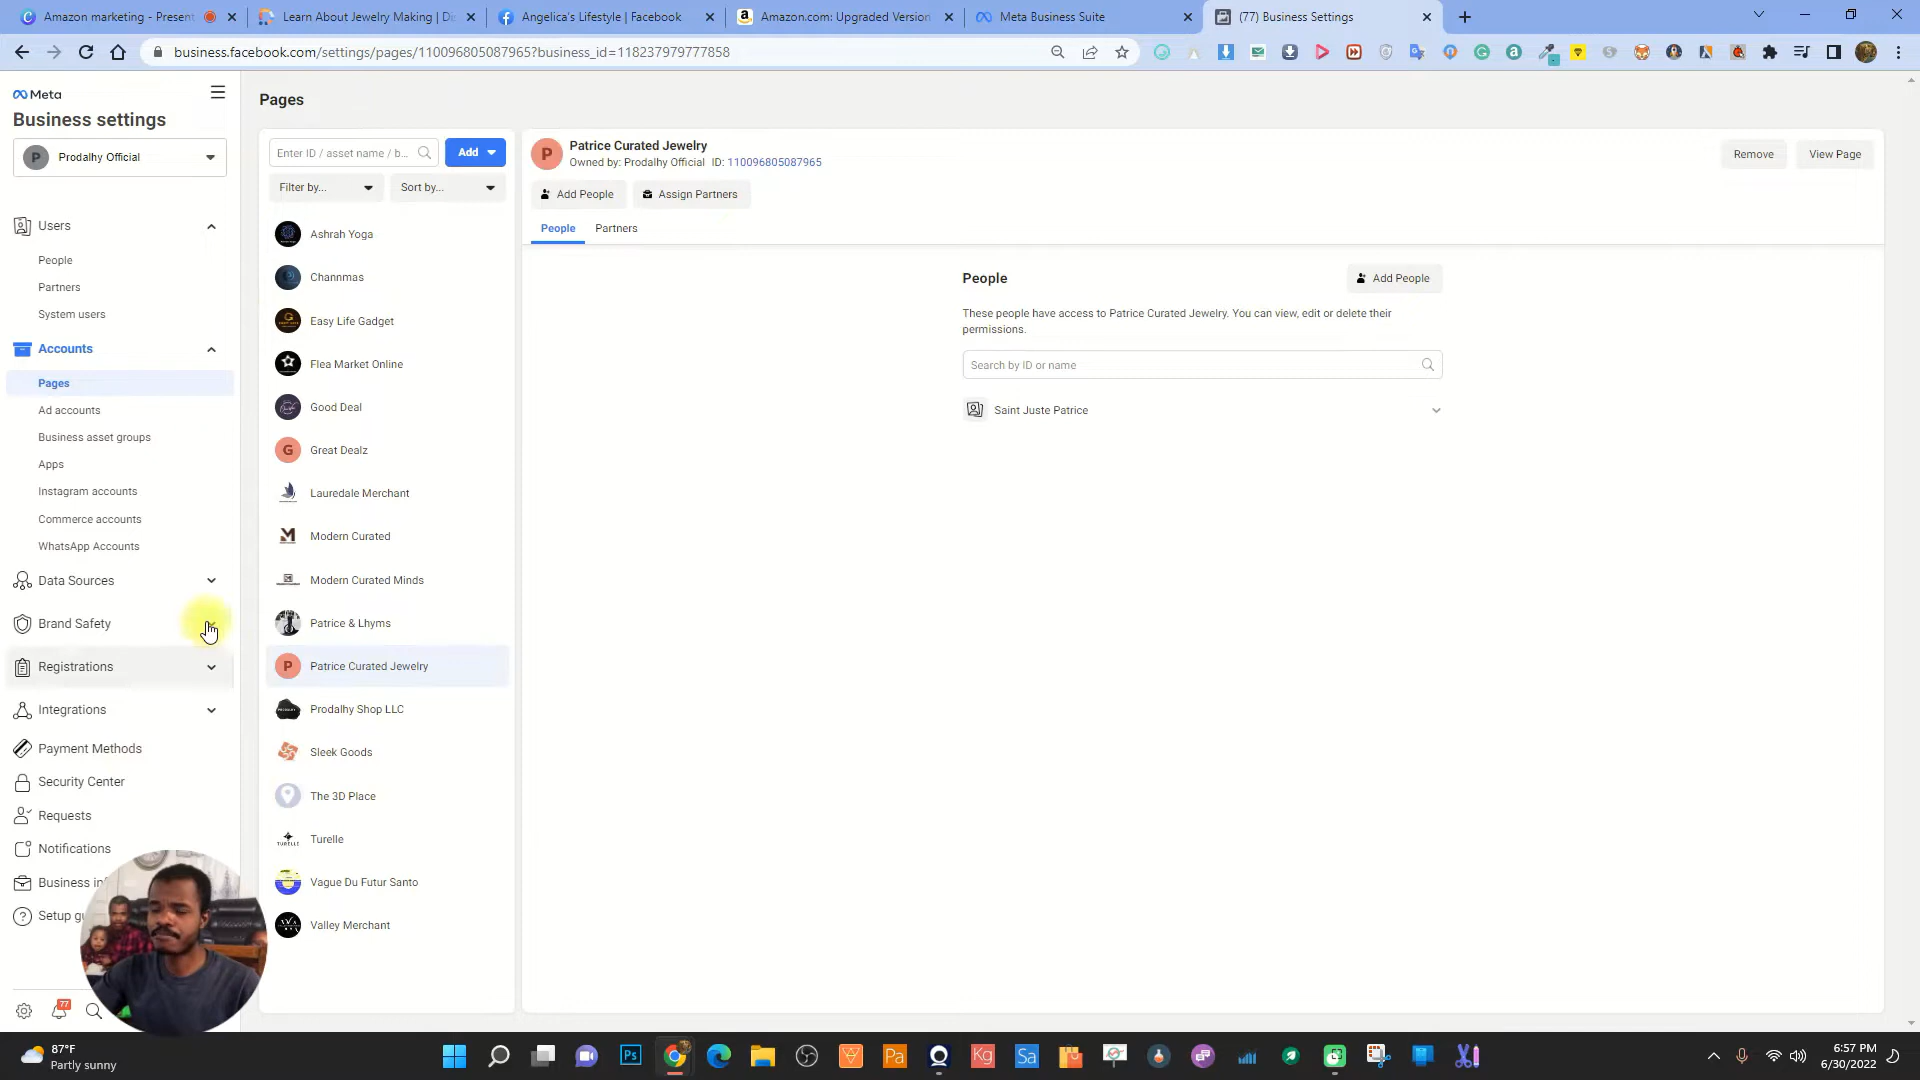 Amazon marketing - Present
Learn About Jewelry Making | Di
Angelica's Lifestyle | Facebook
Amazon.com: Upgraded Version
Meta Business Suite
(77) Business Settings
business.facebook.com/settings/pages/110096805087965?business_id=118237979777858
Meta
Business settings
P Prodalhy Official
Users
People
Partners
System users
Accounts
Pages
Ad accounts
Business asset groups
Apps
Instagram accounts
Commerce accounts
WhatsApp Accounts
Data Sources
Brand Safety
Registrations
Integrations
Payment Methods
Security Center
Requests
Notifications
Business in
Setup gu
77
Pages
Enter ID / asset name / b...
Add
Filter by...
Sort by...
Ashrah Yoga
Channmas
Easy Life Gadget
Flea Market Online
Good Deal
G Great Dealz
Lauredale Merchant
Modern Curated
Modern Curated Minds
Patrice & Lhyms
P Patrice Curated Jewelry
Prodalhy Shop LLC
Sleek Goods
The 3D Place
Turelle
Vague Du Futur Santo
Valley Merchant
P Patrice Curated Jewelry
Owned by: Prodalhy Official ID: 110096805087965
Remove
View Page
Add People
Assign Partners
People
Partners
People
Add People
These people have access to Patrice Curated Jewelry. You can view, edit or delete their
permissions.
Search by ID or name
Saint Juste Patrice
87°F
Partly sunny
Ps
Pa
Kg
Sa
6:57 PM
6/30/2022